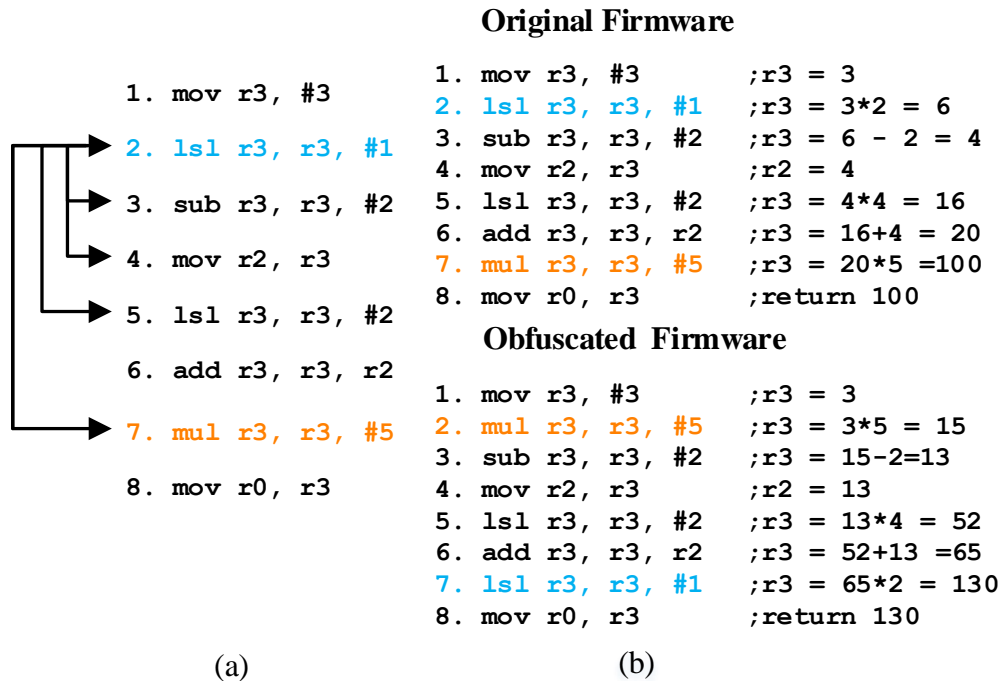 1. mov r3, #3
2. lsl r3, r3, #1
3. sub r3, r3, #2
4. mov r2, r3
5. lsl r3, r3, #2
6. add r3, r3, r2
7. mul r3, r3, #5
8. mov r0, r3
(a)
Original Firmware
1. mov r3, #3 ;r3 = 3
2. lsl r3, r3, #1 ;r3 = 3*2 = 6
3. sub r3, r3, #2 ;r3 = 6 - 2 = 4
4. mov r2, r3 ;r2 = 4
5. lsl r3, r3, #2 ;r3 = 4*4 = 16
6. add r3, r3, r2 ;r3 = 16+4 = 20
7. mul r3, r3, #5 ;r3 = 20*5 =100
8. mov r0, r3 ;return 100
Obfuscated Firmware
1. mov r3, #3 ;r3 = 3
2. mul r3, r3, #5 ;r3 = 3*5 = 15
3. sub r3, r3, #2 ;r3 = 15-2=13
4. mov r2, r3 ;r2 = 13
5. lsl r3, r3, #2 ;r3 = 13*4 = 52
6. add r3, r3, r2 ;r3 = 52+13 =65
7. lsl r3, r3, #1 ;r3 = 65*2 = 130
8. mov r0, r3 ;return 130
(b)